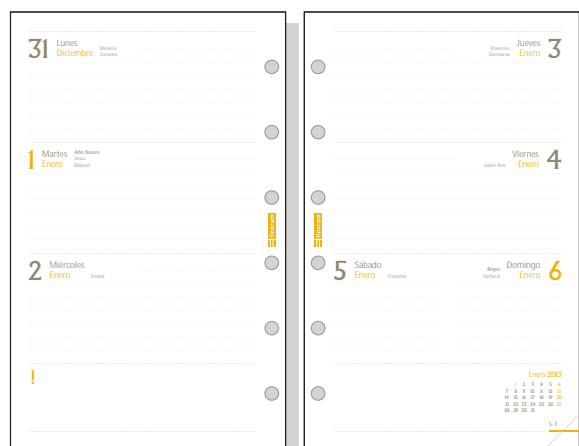 31 Lunes
Diciembre Melania
Silvestre
1 Martes Año Nuevo
Enero Jesús
Manuel
2 Miércoles
Enero Emma
!
finocam
Jueves 3
Florencio Enero
Genoveva
Viernes 4
Isabel Ana Enero
5 Sábado
Enero Emiliana
Reyes Domingo 6
Epifanía Enero
finocam
Enero 2013
1 2 3 4 5 6
7 8 9 10 11 12 13
14 15 16 17 18 19 20
21 22 23 24 25 26 27
28 29 30 31
S. 1